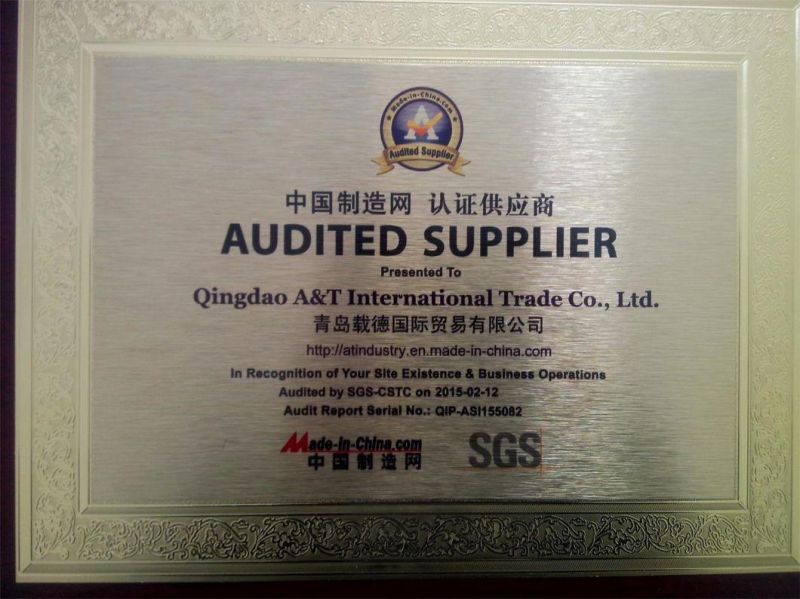 Made-in-China.com
Audited Supplier
中国制造网 认证供应商
AUDITED SUPPLIER
Presented To
Qingdao A&T International Trade Co., Ltd.
青岛载德国际贸易有限公司
http://atindustry.en.made-in-china.com
In Recognition of Your Site Existence & Business Operations
Audited by SGS-CSTC on 2015-02-12
Audit Report Serial No.: QIP-ASI155082
Made-in-China.com
中国制造网
SGS